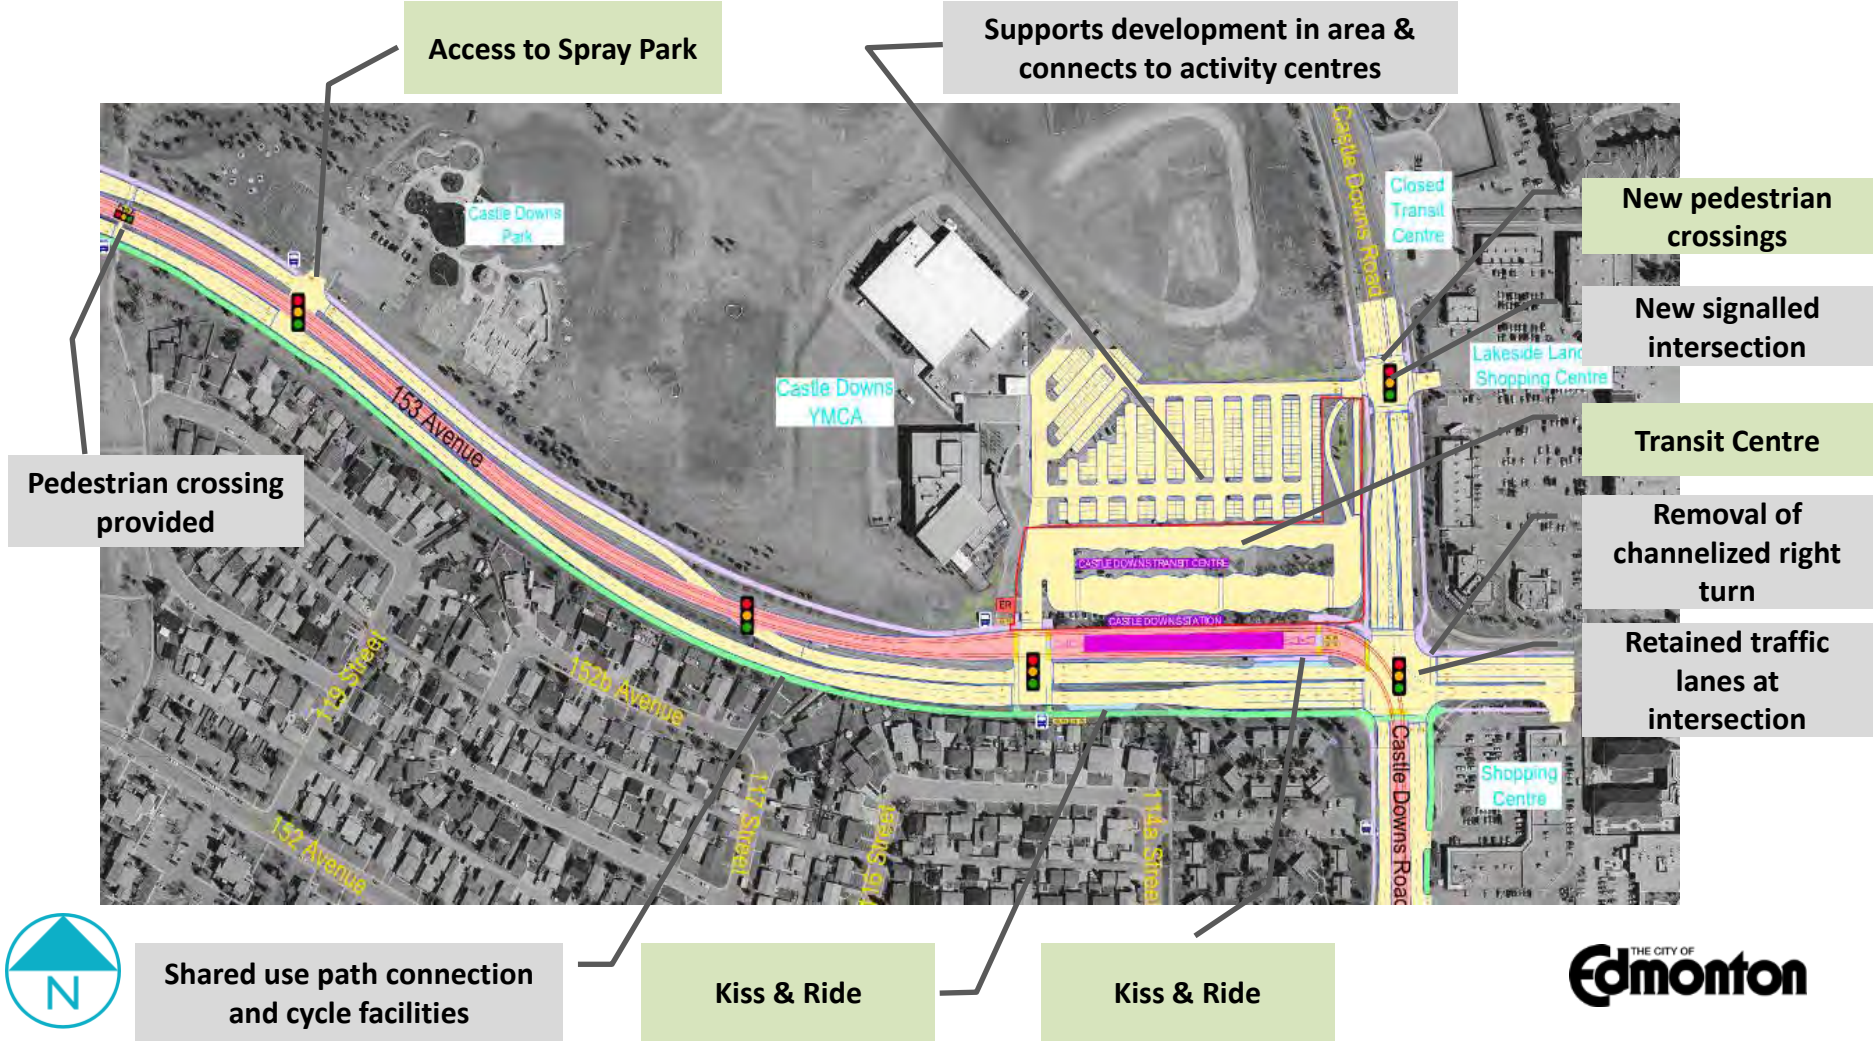 Access to Spray Park
Supports development in area &
connects to activity centres
Castle Downs Road
Closed
Transit
Centre
New pedestrian
crossings
Castle Downs
Park
New signalled
intersection
Lakeside Land
Shopping Centre
Castle Downs
YMCA
153 Avenue
Transit Centre
Pedestrian crossing
provided
Removal of
channelized right
turn
CASTLE DOWNS TRANSIT CENTRE
ER
CASTLE DOWNS STATION
Retained traffic
lanes at
intersection
119 Street
152b Avenue
117 Street
116 Street
114a Street
152 Avenue
Castle Downs Road
Shopping
Centre
N
Shared use path connection
and cycle facilities
Kiss & Ride
Kiss & Ride
THE CITY OF
Edmonton